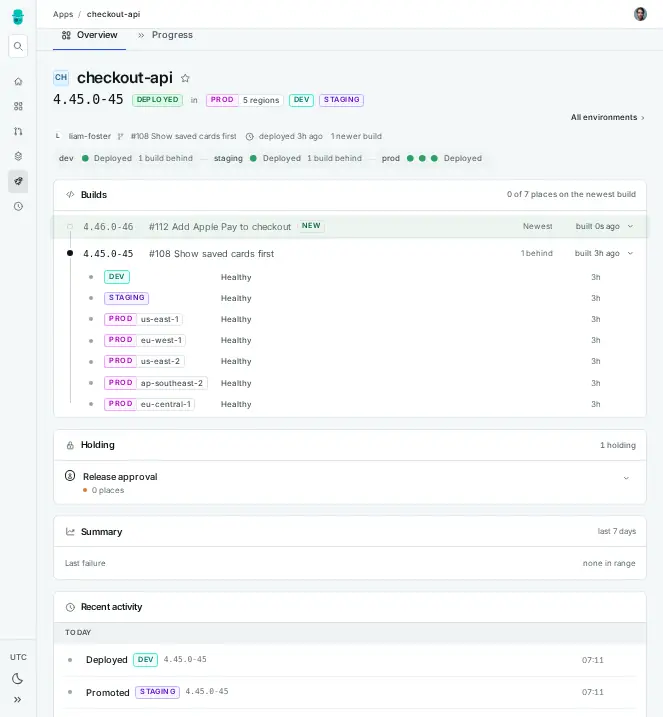 Apps / checkout-api
Overview
Progress
CH checkout-api
4.45.0-45 DEPLOYED in PROD 5 regions DEV STAGING
All environments
L liam-foster #108 Show saved cards first deployed 3h ago 1 newer build
dev Deployed 1 build behind staging Deployed 1 build behind prod Deployed
Builds 0 of 7 places on the newest build
4.46.0-46 #112 Add Apple Pay to checkout NEW Newest built 0s ago
4.45.0-45 #108 Show saved cards first 1 behind built 3h ago
DEV Healthy 3h
STAGING Healthy 3h
PROD us-east-1 Healthy 3h
PROD eu-west-1 Healthy 3h
PROD us-east-2 Healthy 3h
PROD ap-southeast-2 Healthy 3h
PROD eu-central-1 Healthy 3h
Holding 1 holding
Release approval
0 places
Summary last 7 days
Last failure none in range
Recent activity
TODAY
Deployed DEV 4.45.0-45 07:11
Promoted STAGING 4.45.0-45 07:11
UTC